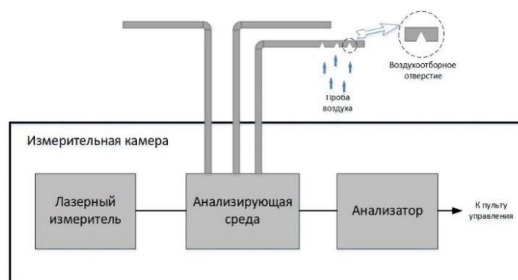 Воздухоотборное
отверстие
Проба
воздуха
Измерительная камера
Лазерный
измеритель
Анализирующая
среда
Анализатор
К пульту
управления